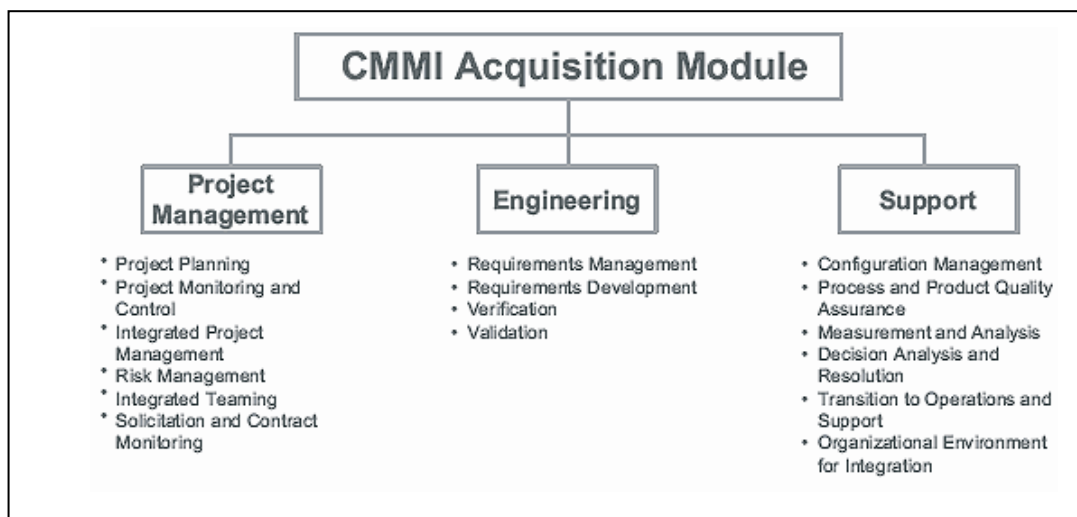 CMMI Acquisition Module
Project
Management
* Project Planning
* Project Monitoring and
Control
* Integrated Project
Management
* Risk Management
* Integrated Teaming
* Solicitation and Contract
Monitoring
Engineering
• Requirements Management
• Requirements Development
• Verification
• Validation
Support
• Configuration Management
• Process and Product Quality
Assurance
• Measurement and Analysis
• Decision Analysis and
Resolution
• Transition to Operations and
Support
• Organizational Environment
for Integration